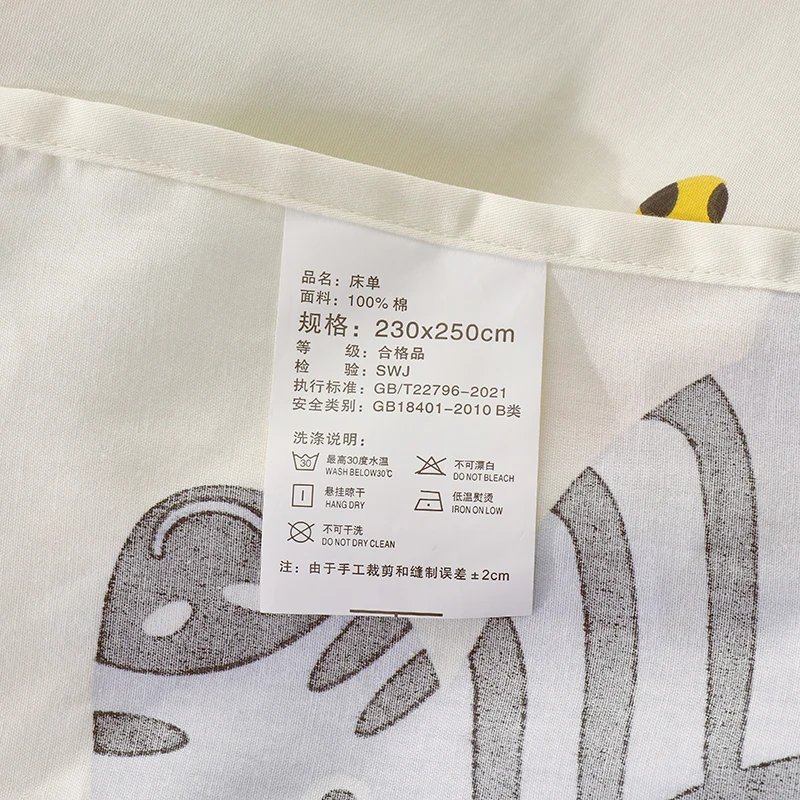 品名：床单
面料：100% 棉
规格：230x250cm
等 级：合格品
检 验：SWJ
执行标准：GB/T22796-2021
安全类别：GB18401-2010 B类
洗涤说明：
30 最高30度水温 不可漂白
WASH BELOW30℃ DO NOT BLEACH
悬挂晾干 低温熨烫
HANG DRY IRON ON LOW
不可干洗
DO NOT DRY CLEAN
注：由于手工裁剪和缝制误差±2cm